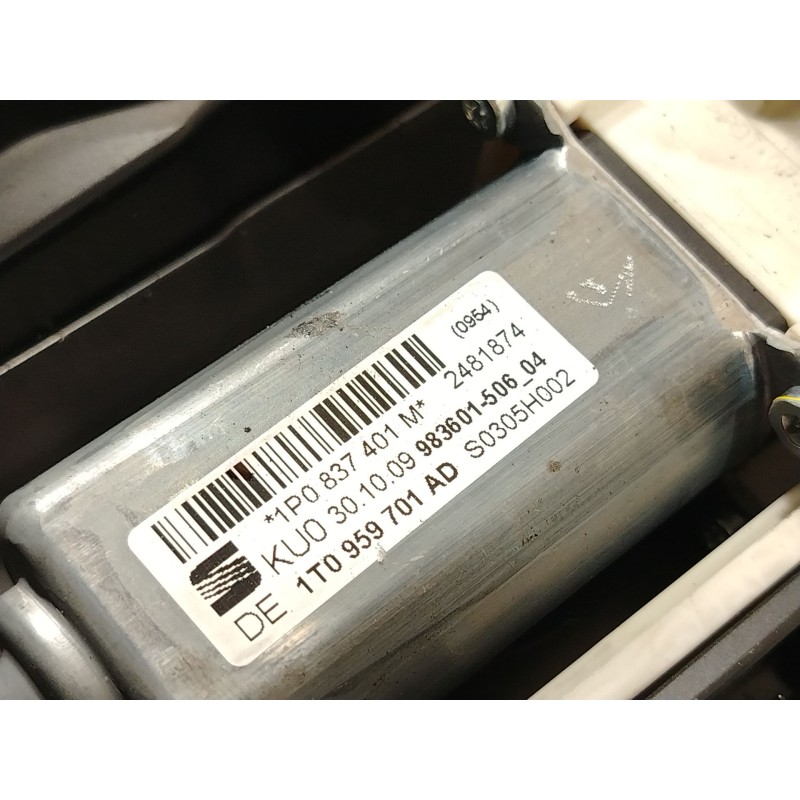 (0954)
*1P0 837 401 M* 2481874
KU0 30.10.09 983601-506_04
DE 1T0 959 701 AD S0305H002